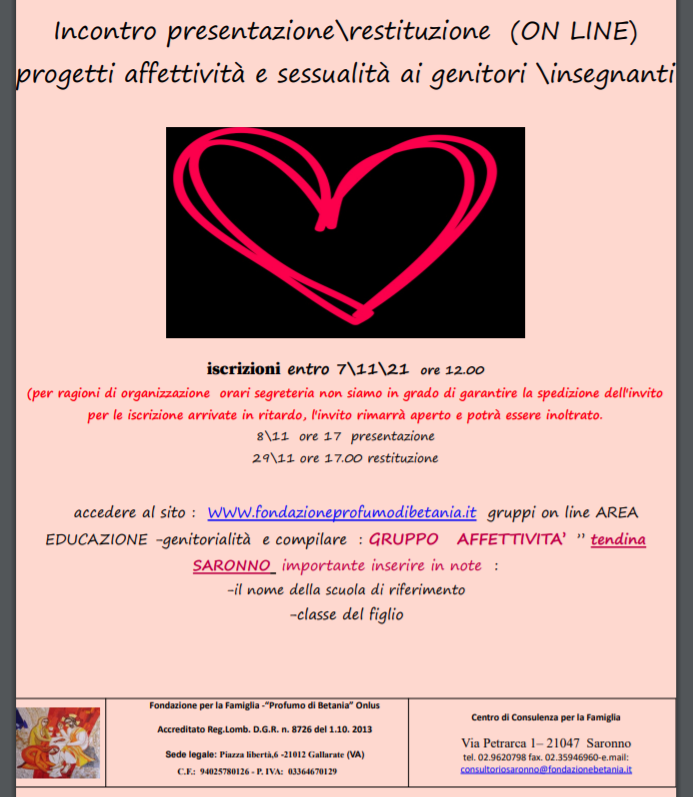 Incontro presentazione\restituzione (ON LINE)
progetti affettività e sessualità ai genitori \insegnanti
iscrizioni entro 7\11\21 ore 12.00
(per ragioni di organizzazione orari segreteria non siamo in grado di garantire la spedizione dell'invito
per le iscrizione arrivate in ritardo, l'invito rimarrà aperto e potrà essere inoltrato.
8\11 ore 17 presentazione
29\11 ore 17.00 restituzione
accedere al sito : WWW.fondazioneprofumodibetania.it gruppi on line AREA
EDUCAZIONE -genitorialità e compilare : GRUPPO AFFETTIVITA' " tendina
SARONNO_ importante inserire in note :
-il nome della scuola di riferimento
-classe del figlio
Fondazione per la Famiglia -"Profumo di Betania" Onlus
Accreditato Reg.Lomb. D.G.R. n. 8726 del 1.10. 2013
Sede legale: Piazza libertà,6 -21012 Gallarate (VA)
C.F.: 94025780126 - P. IVA: 03364670129
Centro di Consulenza per la Famiglia
Via Petrarca 1– 21047 Saronno
tel. 02.9620798 fax. 02.35946960-e.mail:
consultoriosaronno@fondazionebetania.it